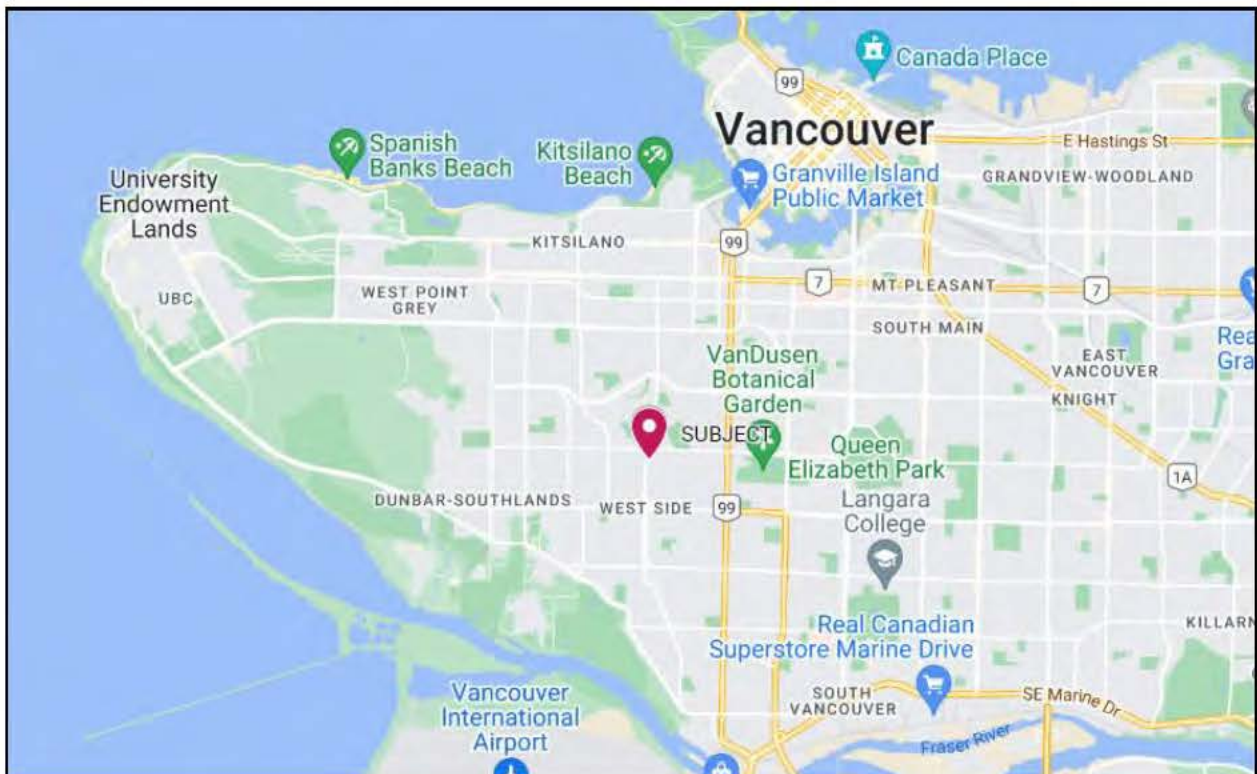 Canada Place
99
Vancouver
E Hastings St
Spanish
Banks Beach
Kitsilano
Beach
University
Endowment
Lands
Granville Island
Public Market
GRANDVIEW-WOODLAND
KITSILANO
99
7
MT PLEASANT
7
UBC
WEST POINT
GREY
SOUTH MAIN
Rea
Gra
VanDusen
Botanical
Garden
EAST
VANCOUVER
KNIGHT
SUBJECT
Queen
Elizabeth Park
1A
DUNBAR-SOUTHLANDS
WEST SIDE
99
Langara
College
Real Canadian
Superstore Marine Drive
KILLARN
Vancouver
International
Airport
SOUTH
VANCOUVER
SE Marine Dr
Fraser River